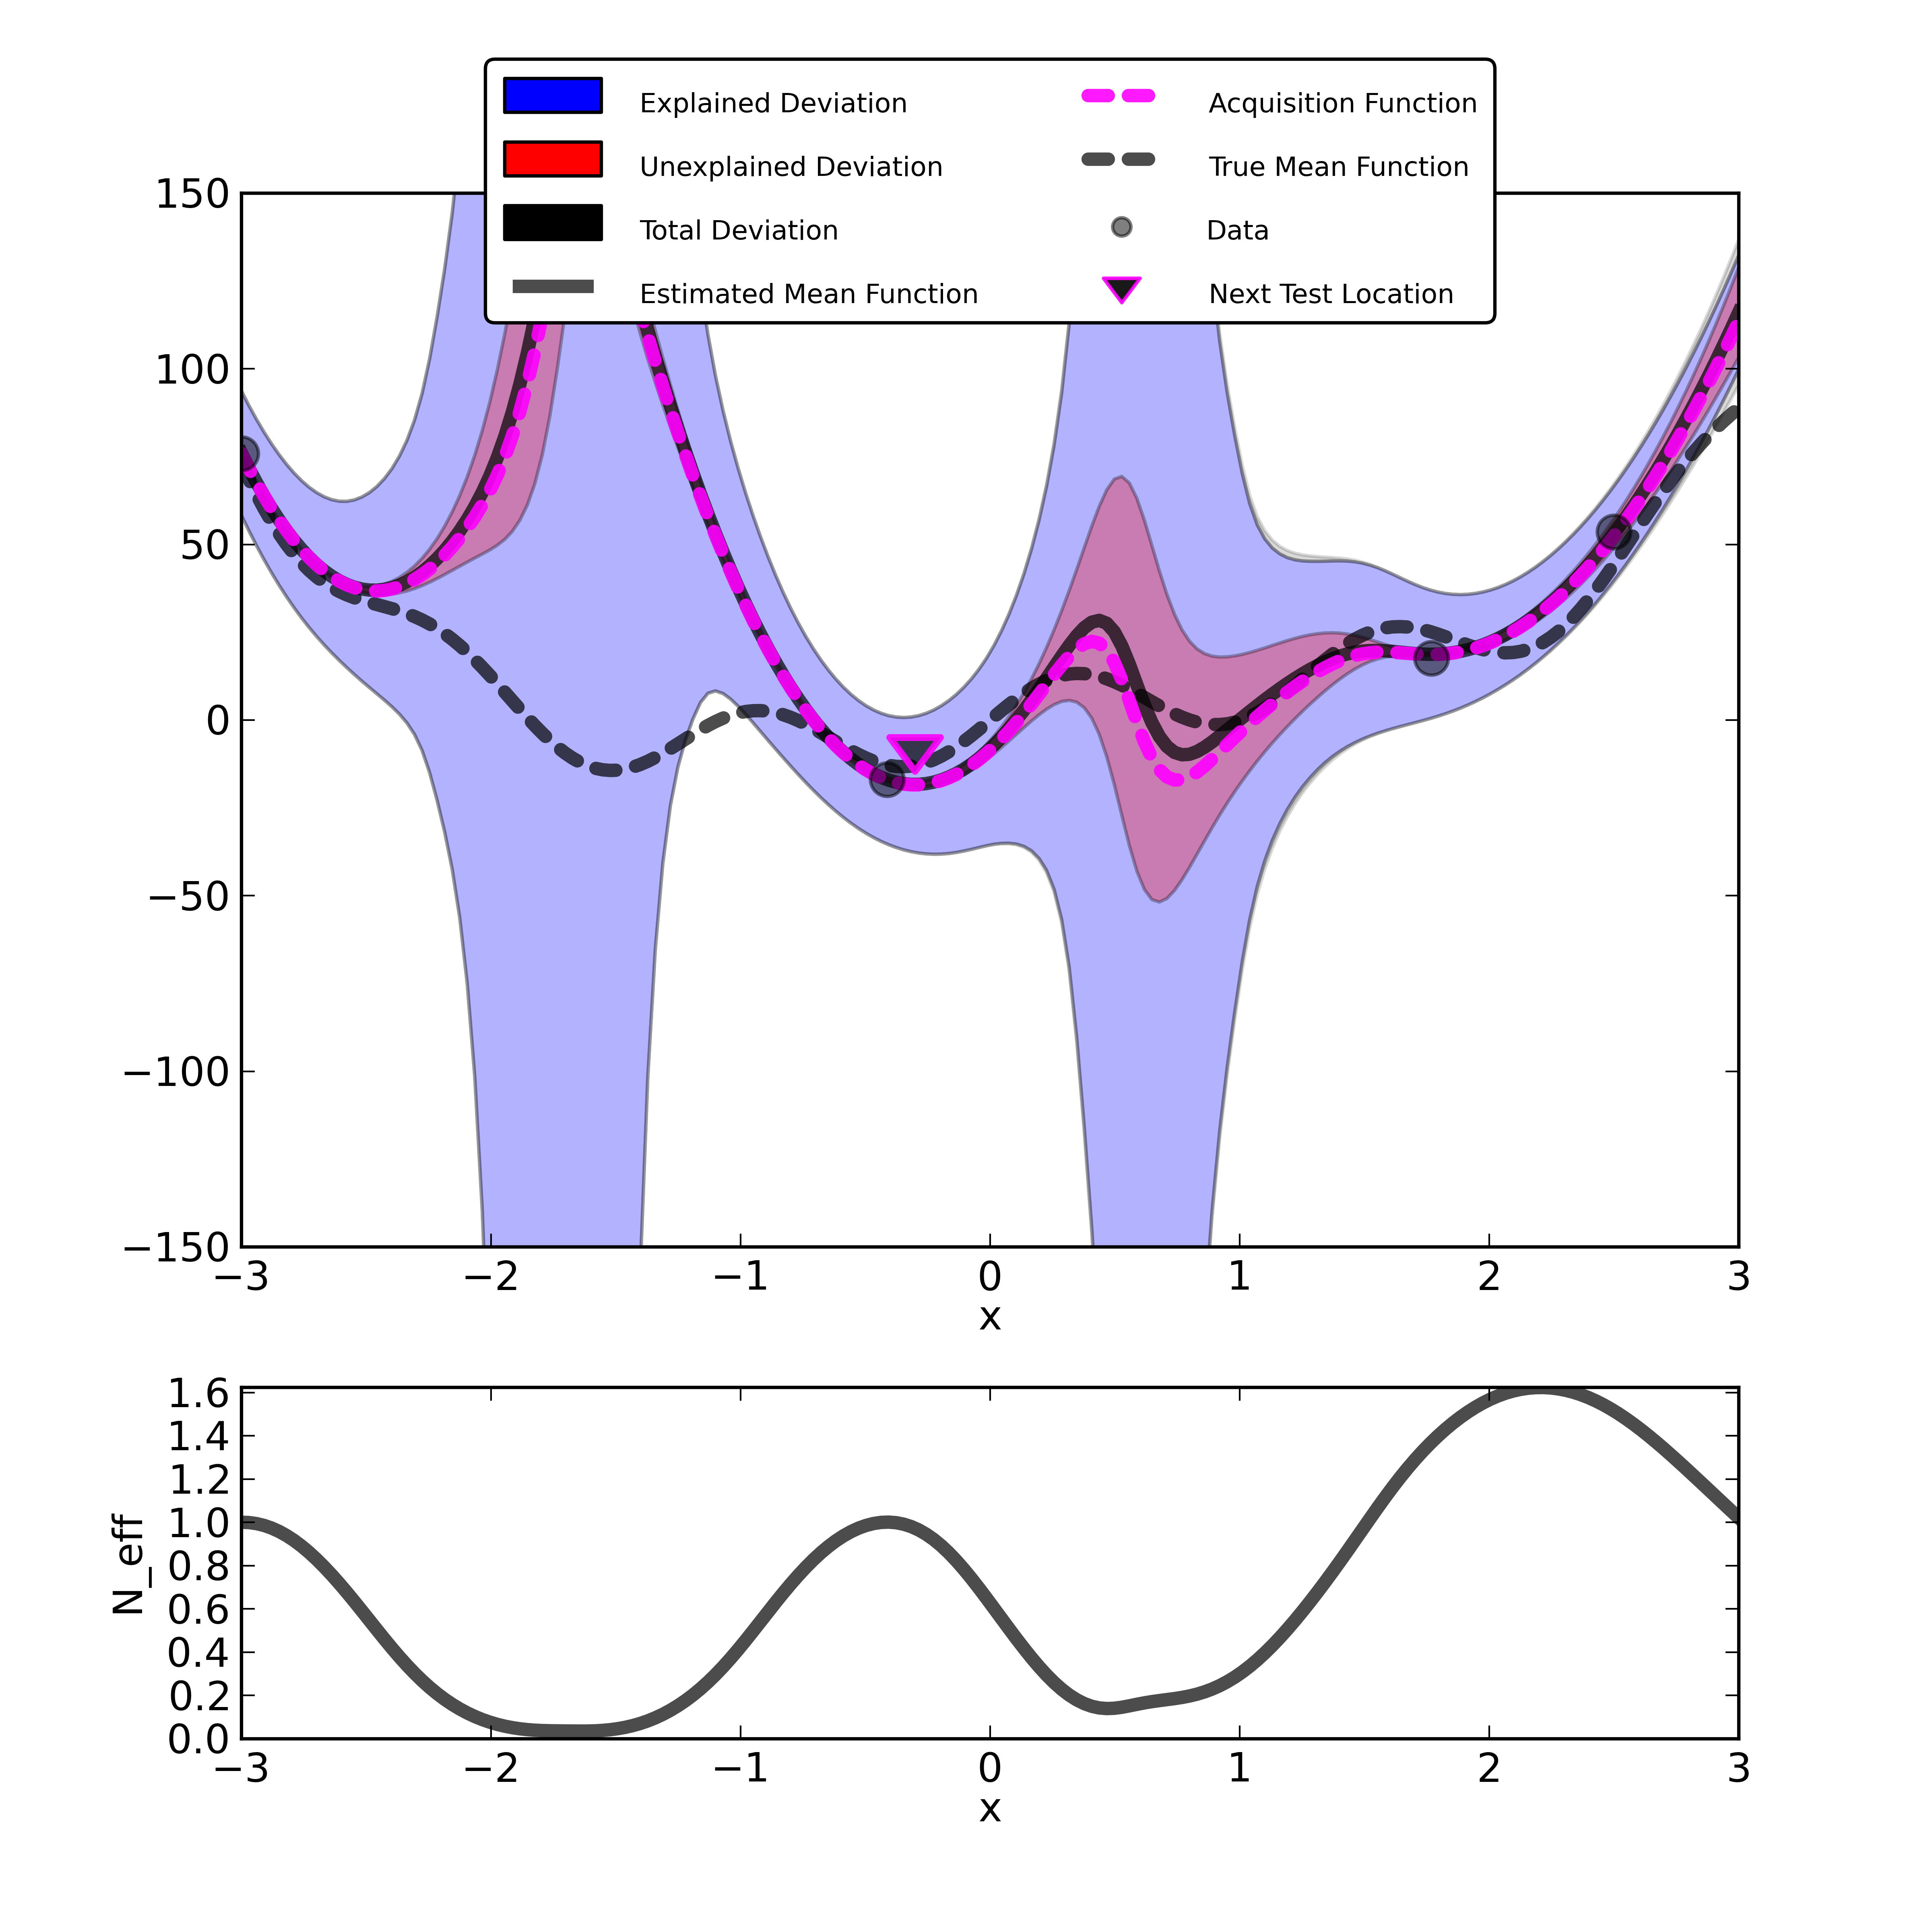 Explained Deviation
Unexplained Deviation
Total Deviation
Estimated Mean Function
Acquisition Function
True Mean Function
Data
Next Test Location
150
100
50
0
−50
−100
−150
−3 −2 −1 0 1 2 3
x
1.6
1.4
1.2
1.0
0.8
0.6
0.4
0.2
0.0
N_eff
−3 −2 −1 0 1 2 3
x